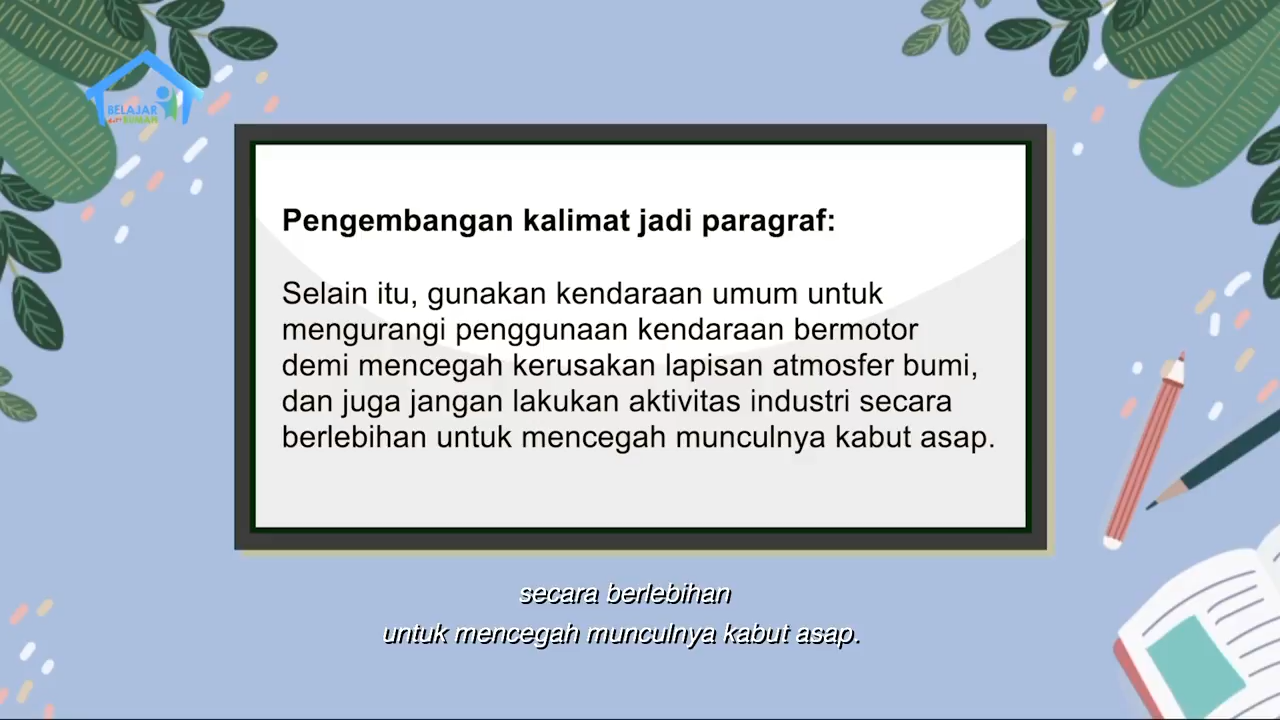 BELAJAR
dari RUMAH
Pengembangan kalimat jadi paragraf:
Selain itu, gunakan kendaraan umum untuk
mengurangi penggunaan kendaraan bermotor
demi mencegah kerusakan lapisan atmosfer bumi,
dan juga jangan lakukan aktivitas industri secara
berlebihan untuk mencegah munculnya kabut asap.
secara berlebihan
untuk mencegah munculnya kabut asap.